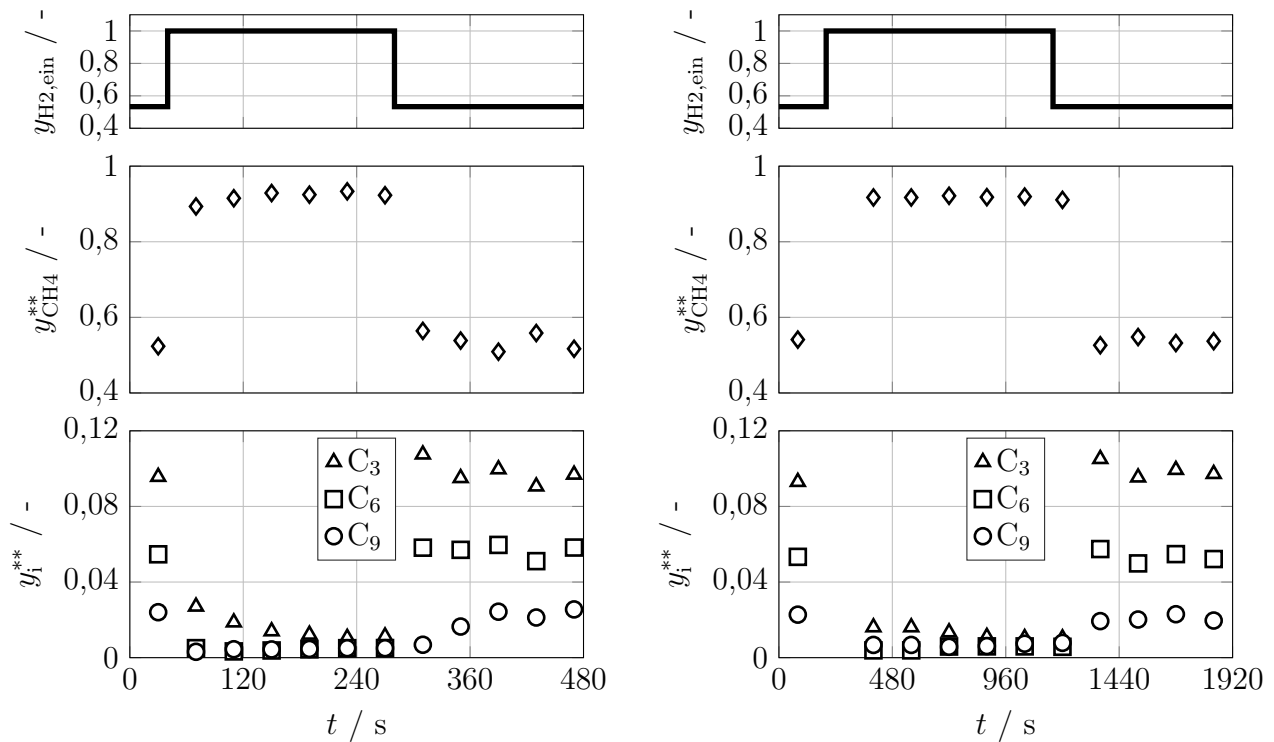 1
0,8
0,6
0,4
y_H2,ein / -
1
0,8
0,6
0,4
y**_CH4 / -
0,12
0,08
0,04
0
y**_i / -
C₃
C₆
C₉
0 120 240 360 480
t / s
1
0,8
0,6
0,4
y_H2,ein / -
1
0,8
0,6
0,4
y**_CH4 / -
0,12
0,08
0,04
0
y**_i / -
C₃
C₆
C₉
0 480 960 1440 1920
t / s